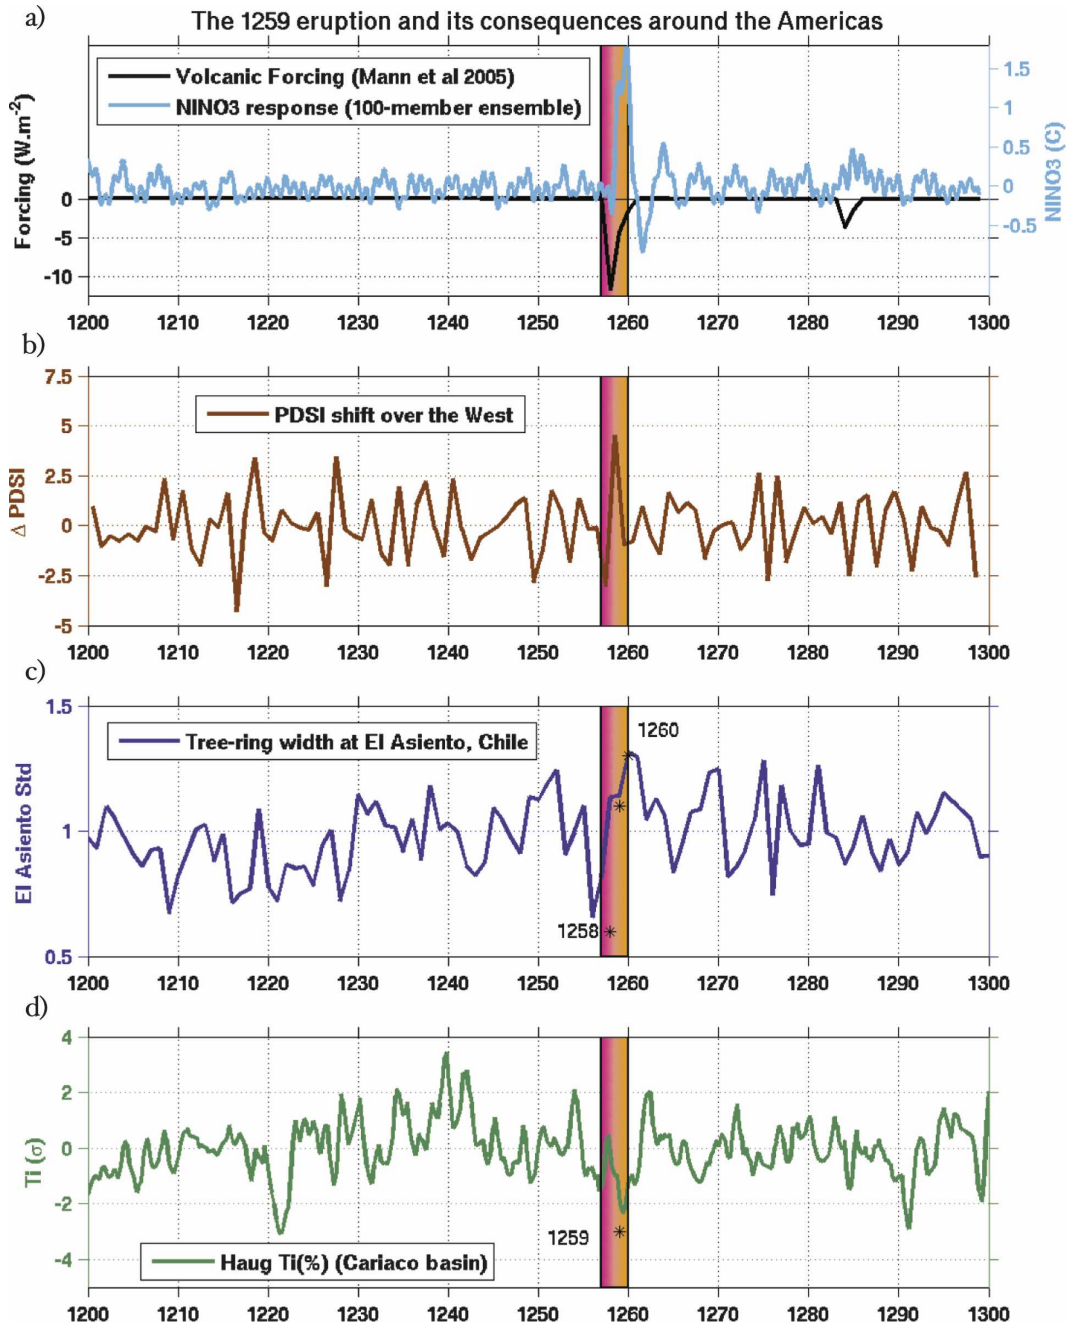 a)
The 1259 eruption and its consequences around the Americas
Volcanic Forcing (Mann et al 2005)
NINO3 response (100-member ensemble)
Forcing (W.m-2)
0
-5
-10
NINO3 (C)
1.5
1
0.5
0
-0.5
1200 1210 1220 1230 1240 1250 1260 1270 1280 1290 1300
b)
PDSI shift over the West
Δ PDSI
7.5
5
2.5
0
-2.5
-5
1200 1210 1220 1230 1240 1250 1260 1270 1280 1290 1300
c)
Tree-ring width at El Asiento, Chile
El Asiento Std
1.5
1
0.5
1260
*
*
1258 *
1200 1210 1220 1230 1240 1250 1260 1270 1280 1290 1300
d)
Ti (σ)
4
2
0
-2
-4
1259 *
Haug Ti(%) (Cariaco basin)
1200 1210 1220 1230 1240 1250 1260 1270 1280 1290 1300